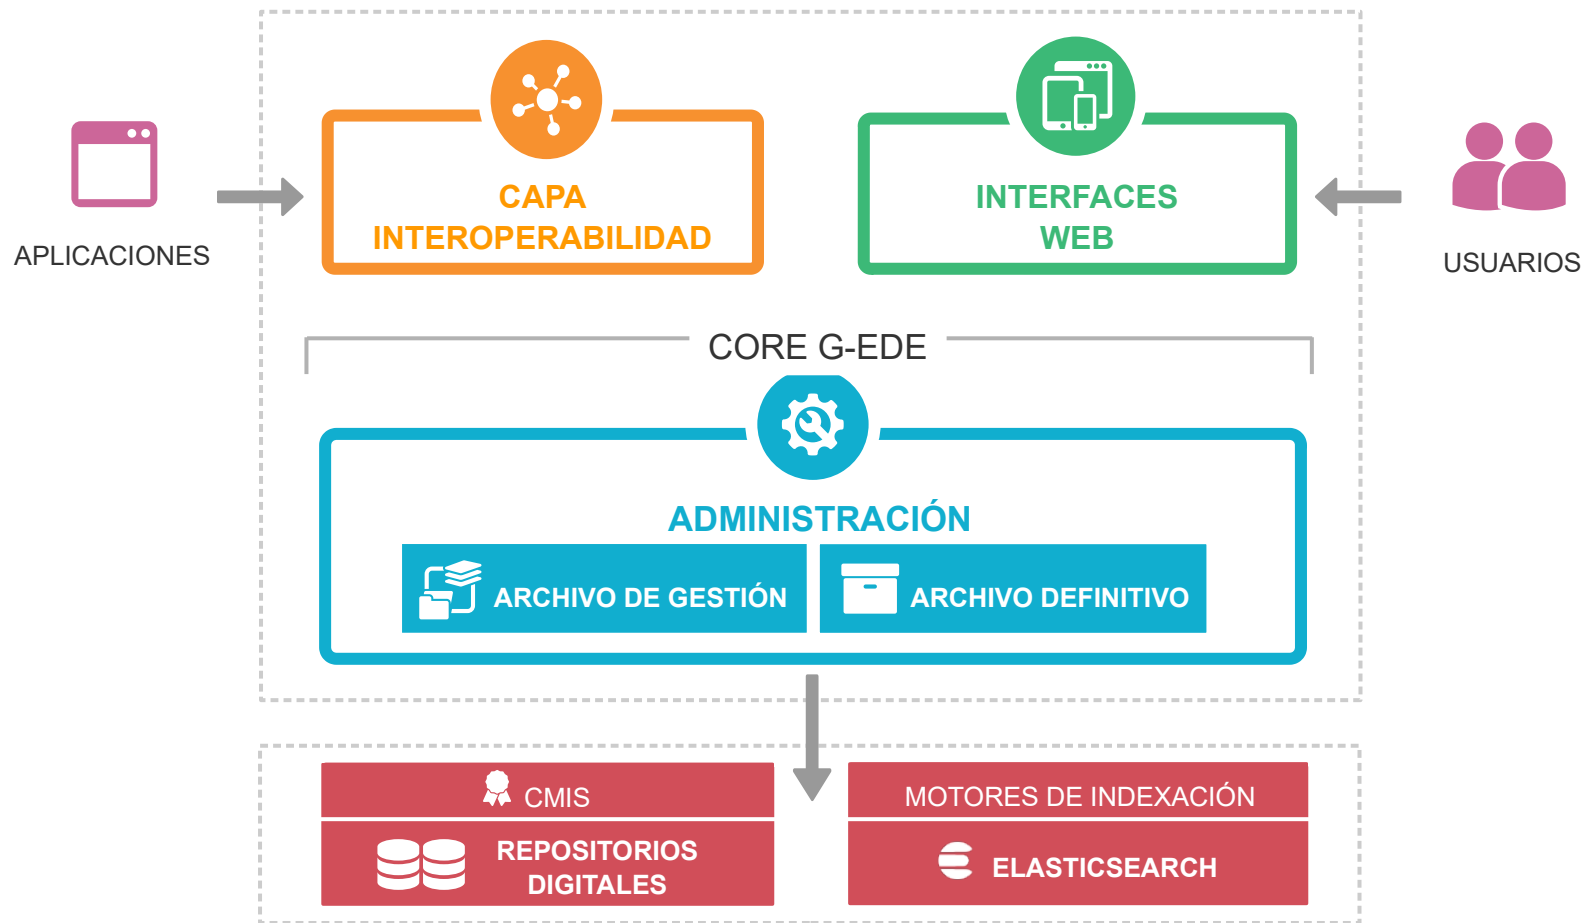 CAPA
INTEROPERABILIDAD
INTERFACES
WEB
APLICACIONES
USUARIOS
CORE G-EDE
ADMINISTRACIÓN
ARCHIVO DE GESTIÓN
ARCHIVO DEFINITIVO
CMIS
REPOSITORIOS
DIGITALES
MOTORES DE INDEXACIÓN
ELASTICSEARCH